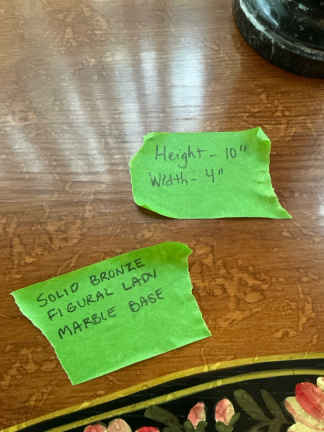 Height - 10"
Width - 4"
SOLID BRONZE
FIGURAL LADY
MARBLE BASE